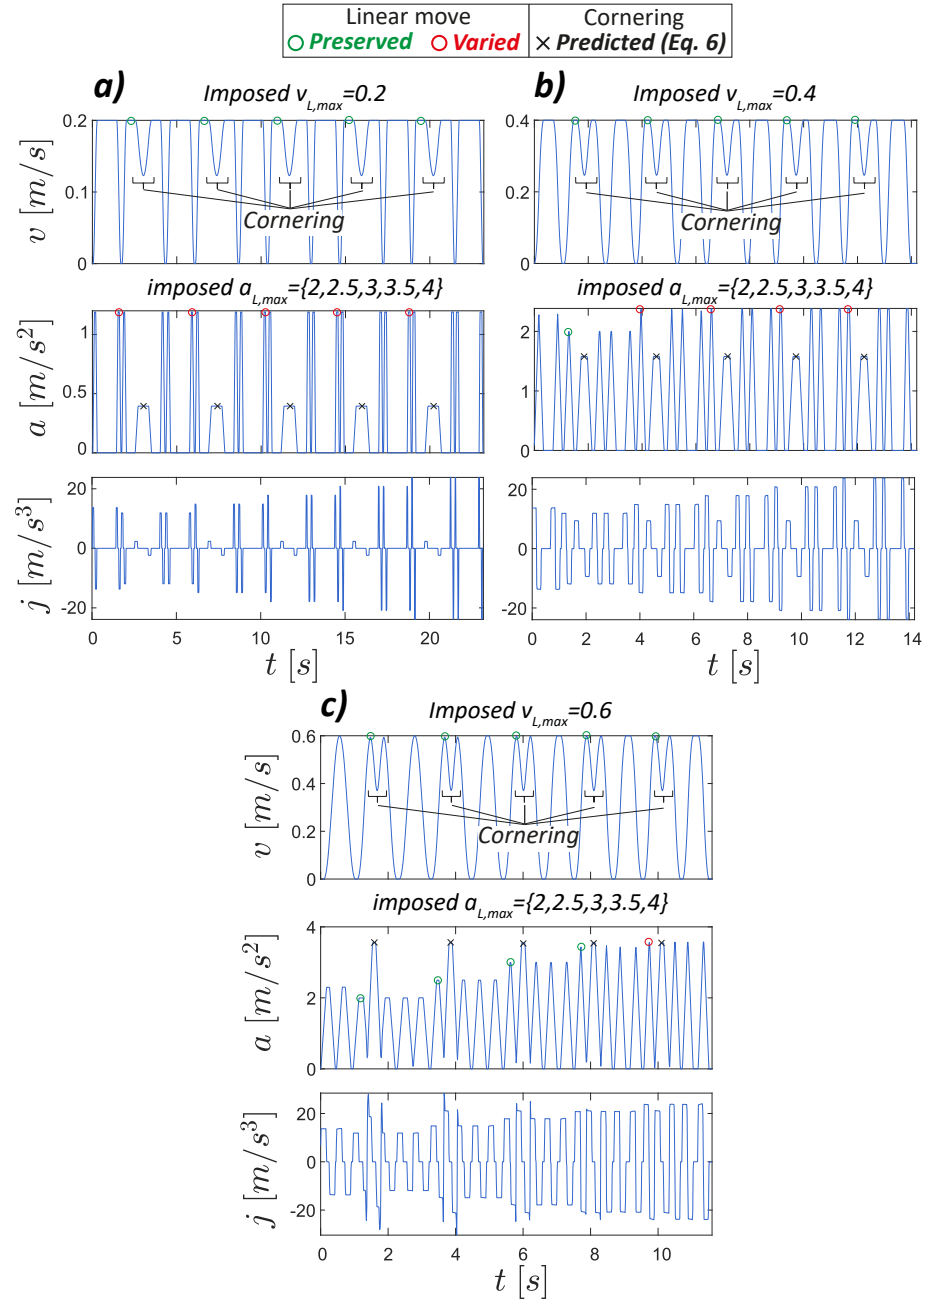 Linear move Cornering
Preserved Varied Predicted (Eq. 6)
a) Imposed v_L,max=0.2
0.2
0.1
0
v [m/s]
Cornering
imposed a_L,max={2,2.5,3,3.5,4}
1
0.5
0
a [m/s²]
20
0
-20
j [m/s³]
0 5 10 15 20
t [s]
b) Imposed v_L,max=0.4
0.4
0.2
0
Cornering
imposed a_L,max={2,2.5,3,3.5,4}
2
1
0
20
0
-20
0 2 4 6 8 10 12 14
t [s]
c) Imposed v_L,max=0.6
0.6
0.4
0.2
0
v [m/s]
Cornering
imposed a_L,max={2,2.5,3,3.5,4}
4
2
0
a [m/s²]
20
0
-20
j [m/s³]
0 2 4 6 8 10
t [s]